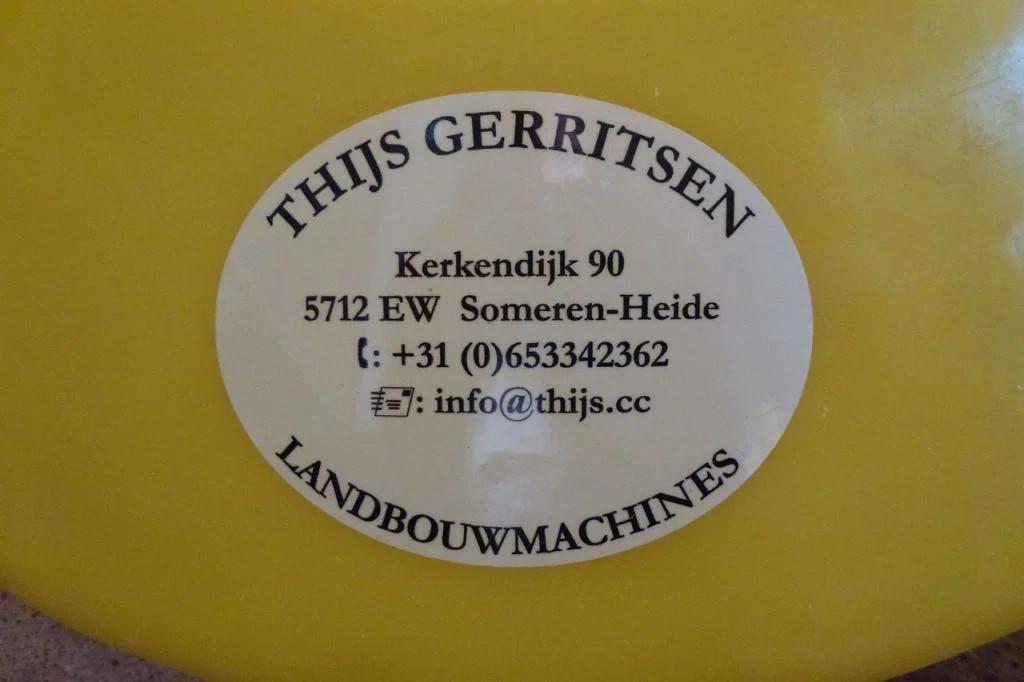 THIJS GERRITSEN
Kerkendijk 90
5712 EW Someren-Heide
: +31 (0)653342362
: info@thijs.cc
LANDBOUWMACHINES